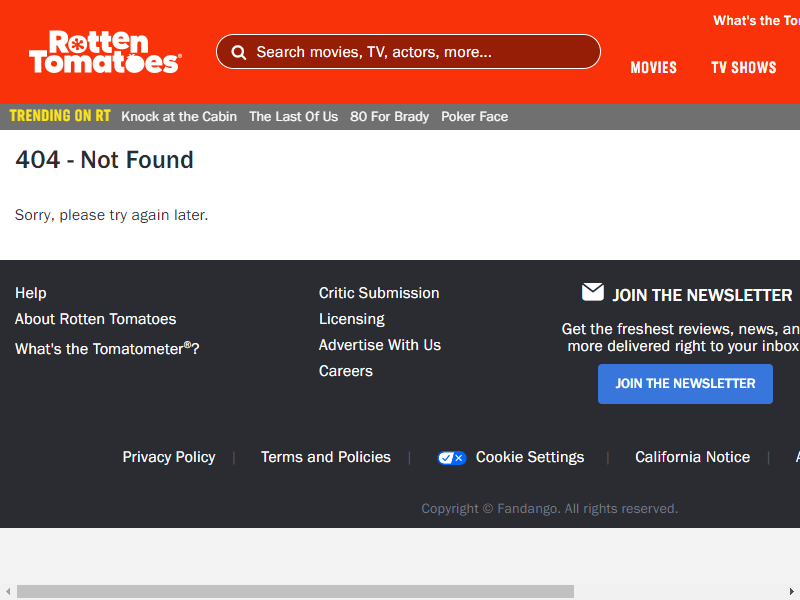 What's the To
Rotten
Tomatoes®
Search movies, TV, actors, more...
MOVIES
TV SHOWS
TRENDING ON RT
Knock at the Cabin
The Last Of Us
80 For Brady
Poker Face
404 - Not Found
Sorry, please try again later.
Help
About Rotten Tomatoes
What's the Tomatometer®?
Critic Submission
Licensing
Advertise With Us
Careers
JOIN THE NEWSLETTER
Get the freshest reviews, news, an
more delivered right to your inbox
JOIN THE NEWSLETTER
Privacy Policy
Terms and Policies
Cookie Settings
California Notice
Copyright © Fandango. All rights reserved.